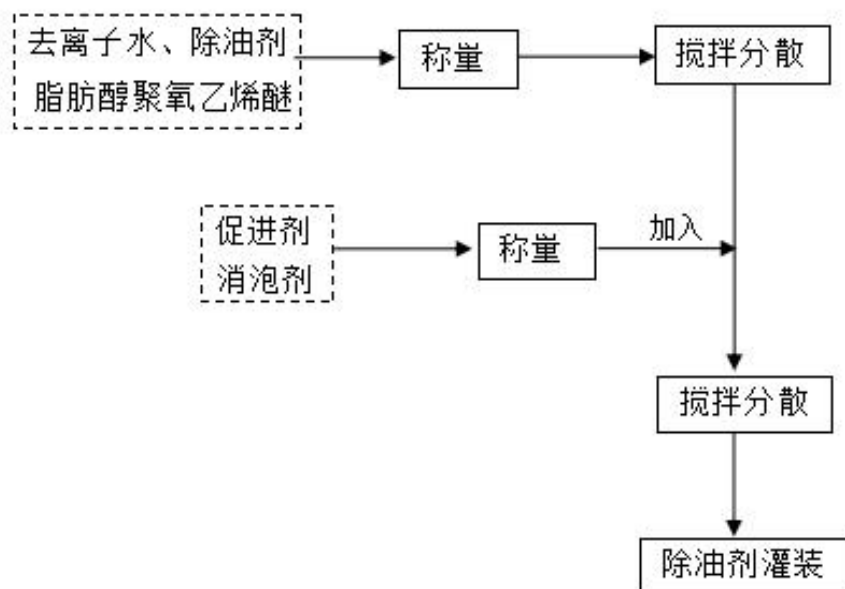 去离子水、除油剂
脂肪醇聚氧乙烯醚
称量
搅拌分散
促进剂
消泡剂
称量
加入
搅拌分散
除油剂灌装